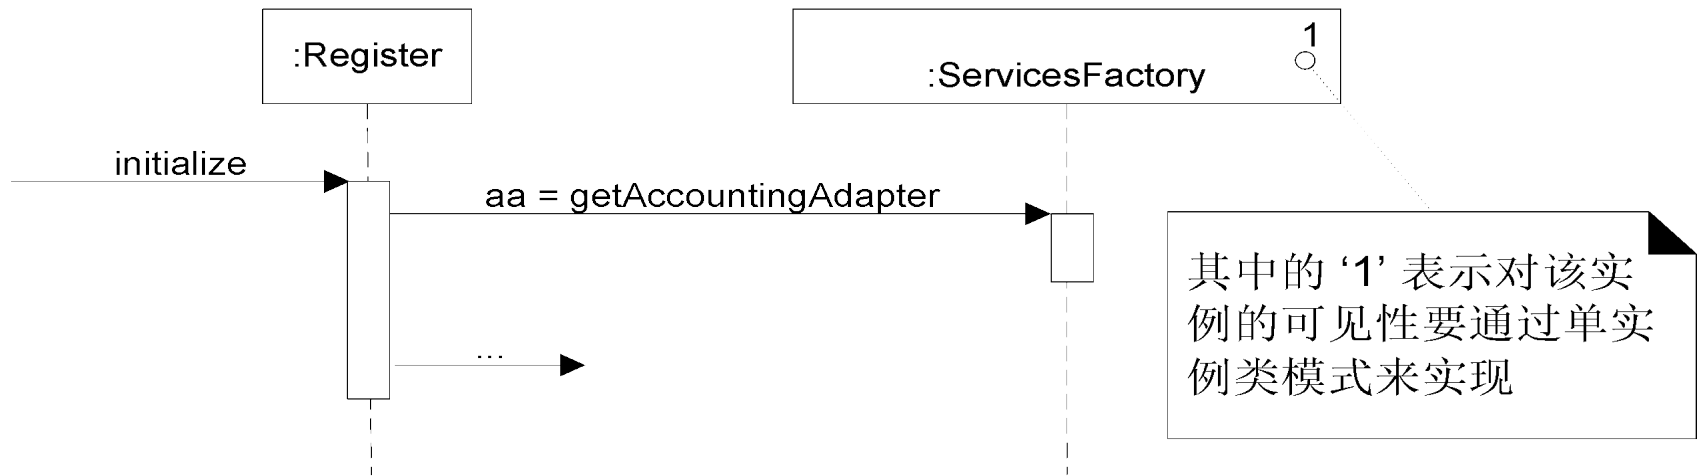 :Register
1
:ServicesFactory
initialize
aa = getAccountingAdapter
...
其中的 ‘1’ 表示对该实
例的可见性要通过单实
例类模式来实现